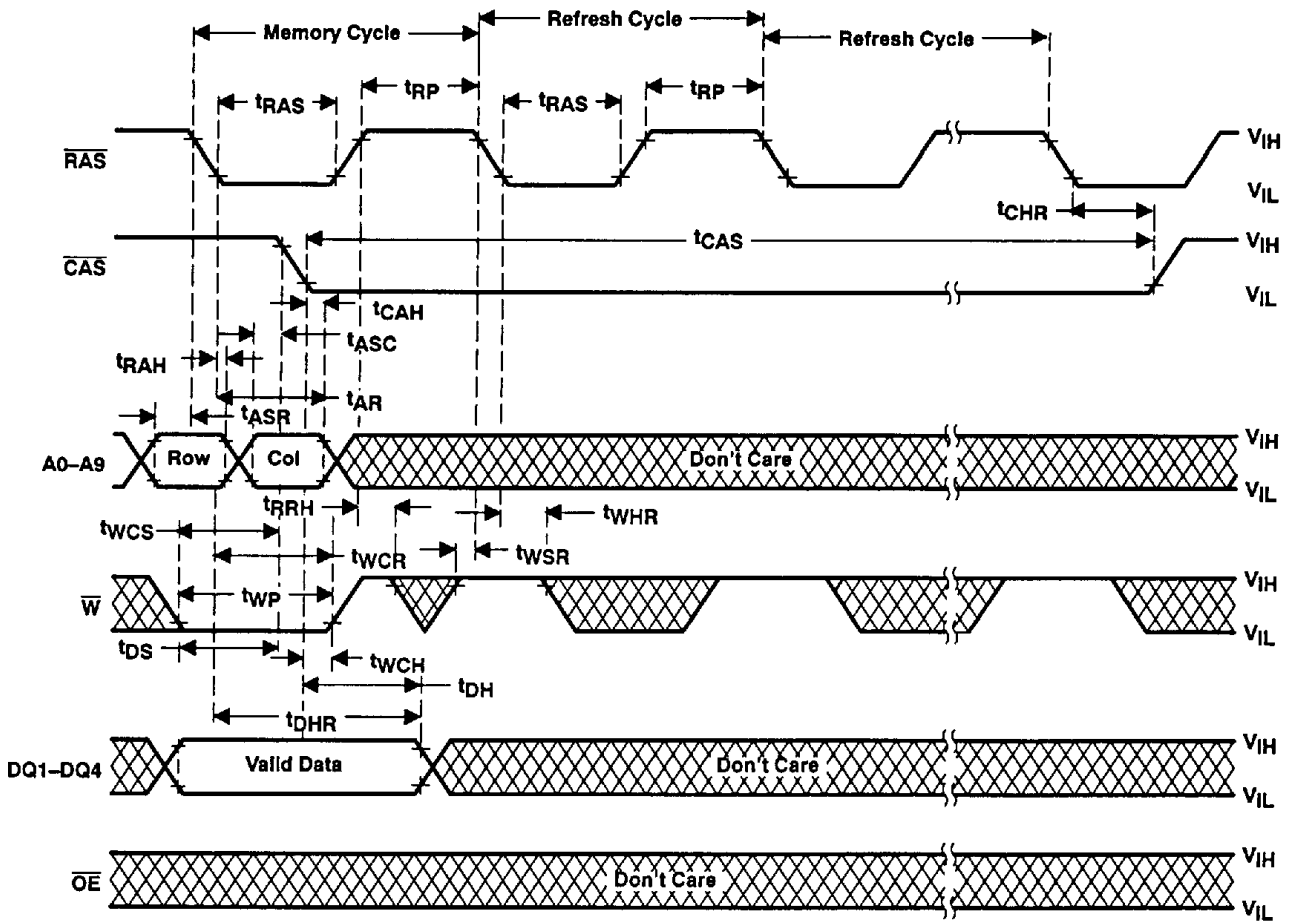 Memory Cycle
Refresh Cycle
Refresh Cycle
tRAS
tRP
tRAS
tRP
RAS
VIH
VIL
tCHR
tCAS
CAS
VIH
VIL
tCAH
tASC
tRAH
tAR
tASR
A0–A9
Row
Col
Don't Care
VIH
VIL
tRRH
tWHR
tWCS
tWCR
tWSR
W
tWP
VIH
VIL
tDS
tWCH
tDH
tDHR
DQ1–DQ4
Valid Data
Don't Care
VIH
VIL
OE
Don't Care
VIH
VIL